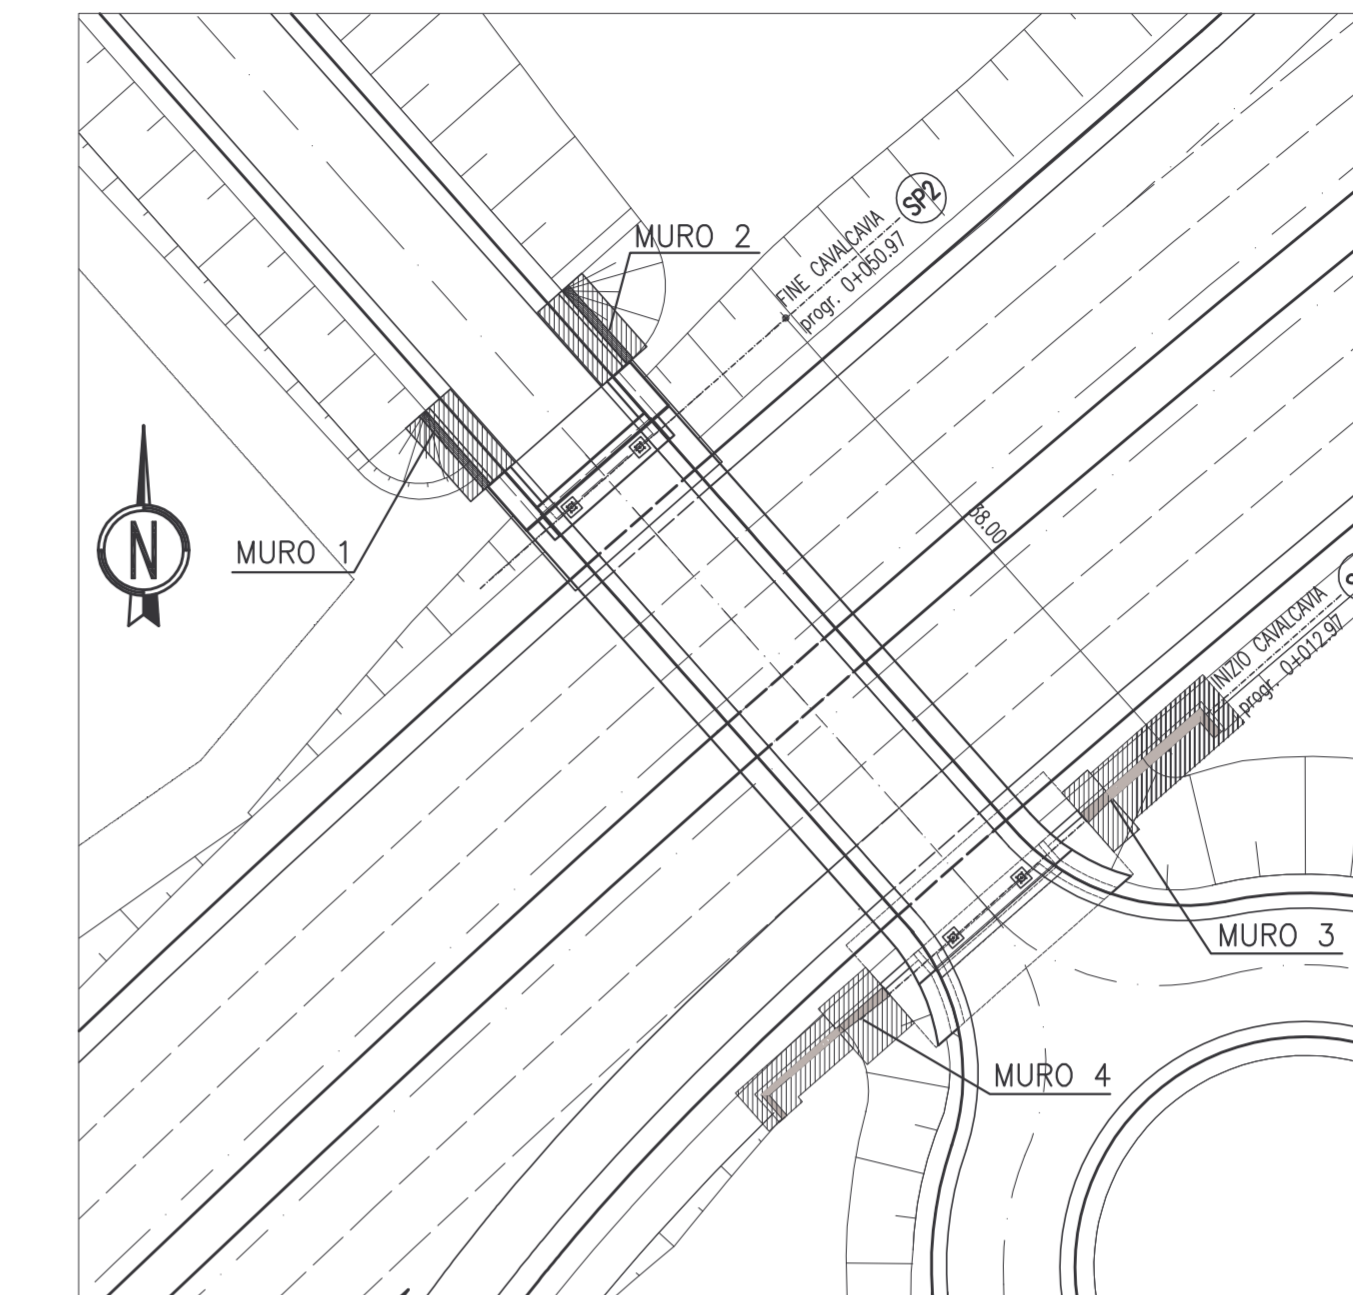 SP2
MURO 2
FINE CAVALCAVIA
progr. 0+050.97
38.00
N
MURO 1
INIZIO CAVALCAVIA
progr. 0+012.97
MURO 3
MURO 4